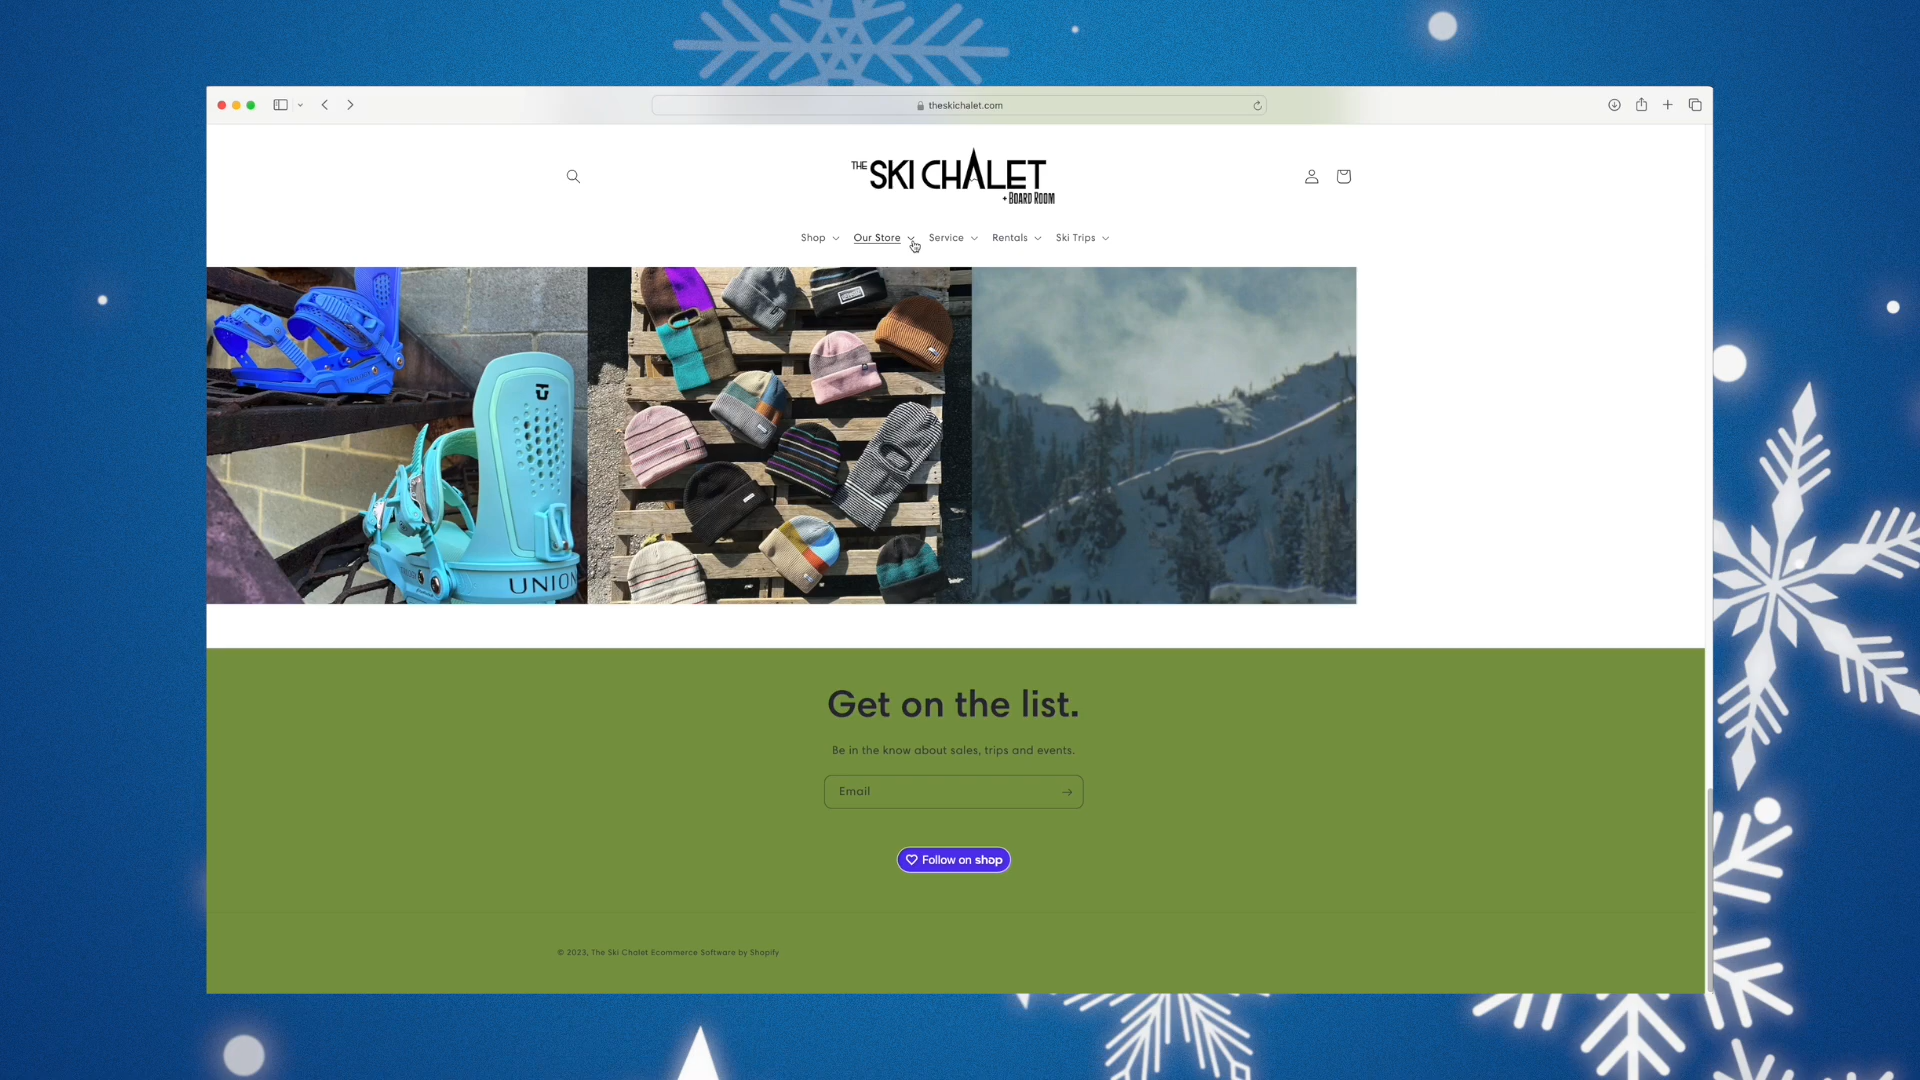 theskichalet.com
THE SKI CHALET
+ BOARD ROOM
Shop Our Store Service Rentals Ski Trips
UNION
Get on the list.
Be in the know about sales, trips and events.
Email
Follow on shop
© 2023, The Ski Chalet Ecommerce Software by Shopify